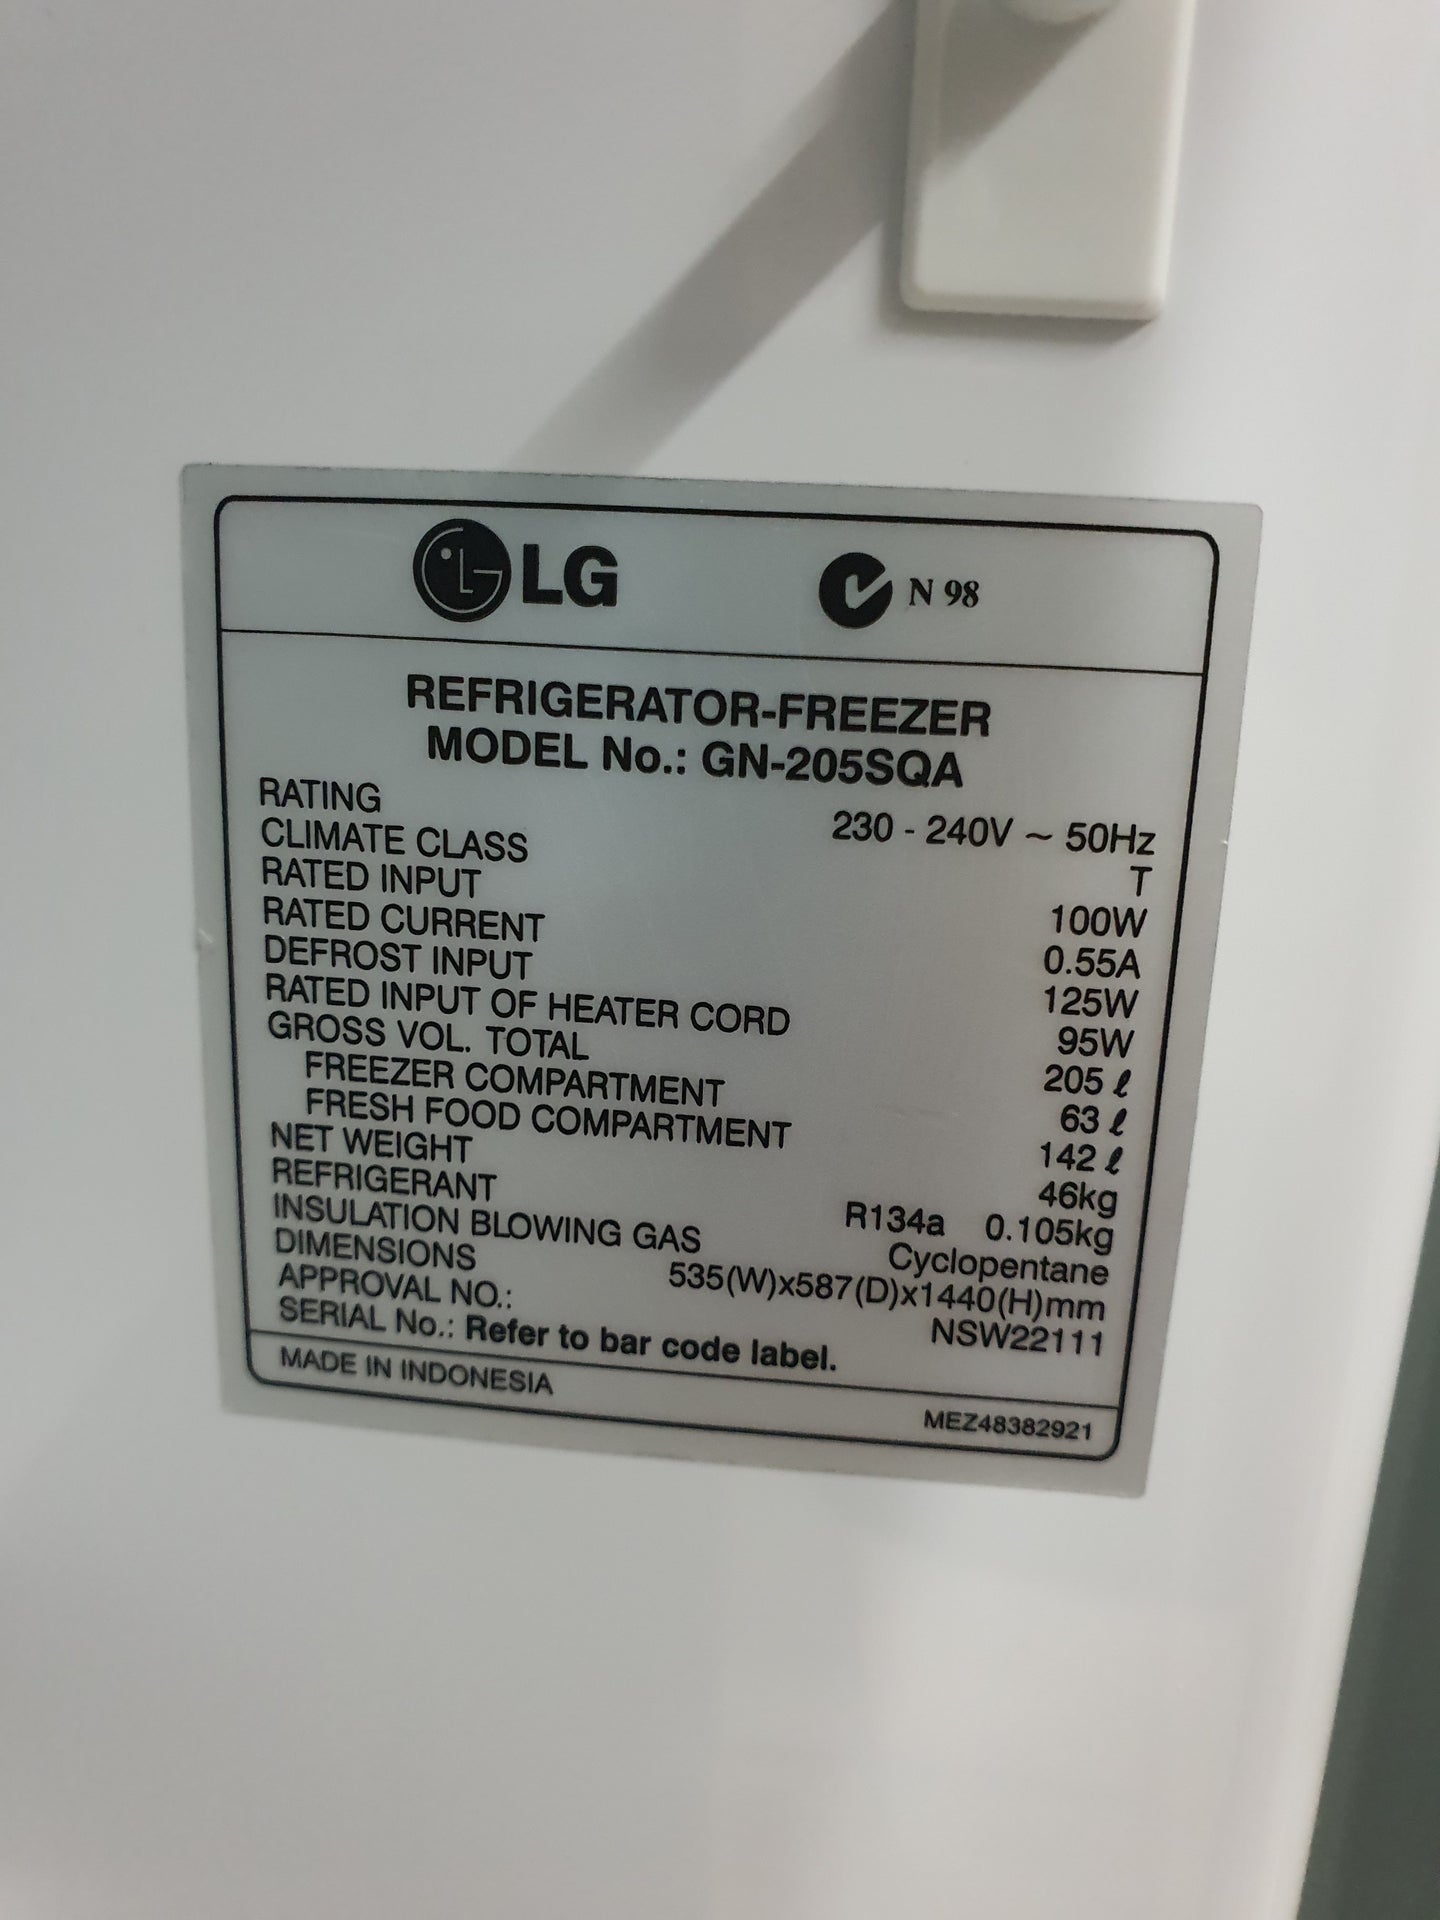 LG N 98
REFRIGERATOR-FREEZER
MODEL No.: GN-205SQA
RATING 230 - 240V ~ 50Hz
CLIMATE CLASS T
RATED INPUT 100W
RATED CURRENT 0.55A
DEFROST INPUT 125W
RATED INPUT OF HEATER CORD 95W
GROSS VOL. TOTAL 205 ℓ
FREEZER COMPARTMENT 63 ℓ
FRESH FOOD COMPARTMENT 142 ℓ
NET WEIGHT 46kg
REFRIGERANT R134a 0.105kg
INSULATION BLOWING GAS Cyclopentane
DIMENSIONS 535(W)x587(D)x1440(H)mm
APPROVAL NO.: NSW22111
SERIAL No.: Refer to bar code label.
MADE IN INDONESIA MEZ48382921